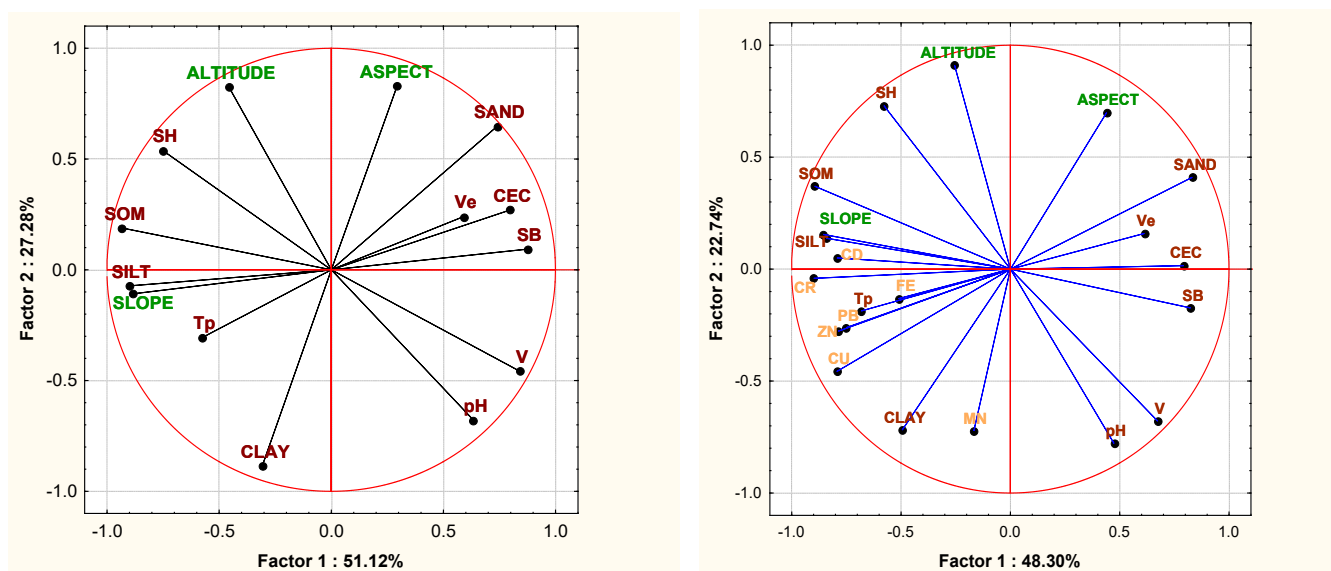 1.0
0.5
0.0
-0.5
-1.0
-1.0
-0.5
0.0
0.5
1.0
Factor 2 : 27.28%
Factor 1 : 51.12%
ALTITUDE
ASPECT
SAND
SH
CEC
Ve
SOM
SB
SILT
SLOPE
Tp
V
pH
CLAY
1.0
0.5
0.0
-0.5
-1.0
-1.0
-0.5
0.0
0.5
1.0
Factor 2 : 22.74%
Factor 1 : 48.30%
ALTITUDE
SH
ASPECT
SOM
SAND
SLOPE
Ve
SILT
CD
CEC
CR
FE
SB
Tp
PB
ZN
CU
CLAY
MN
V
pH